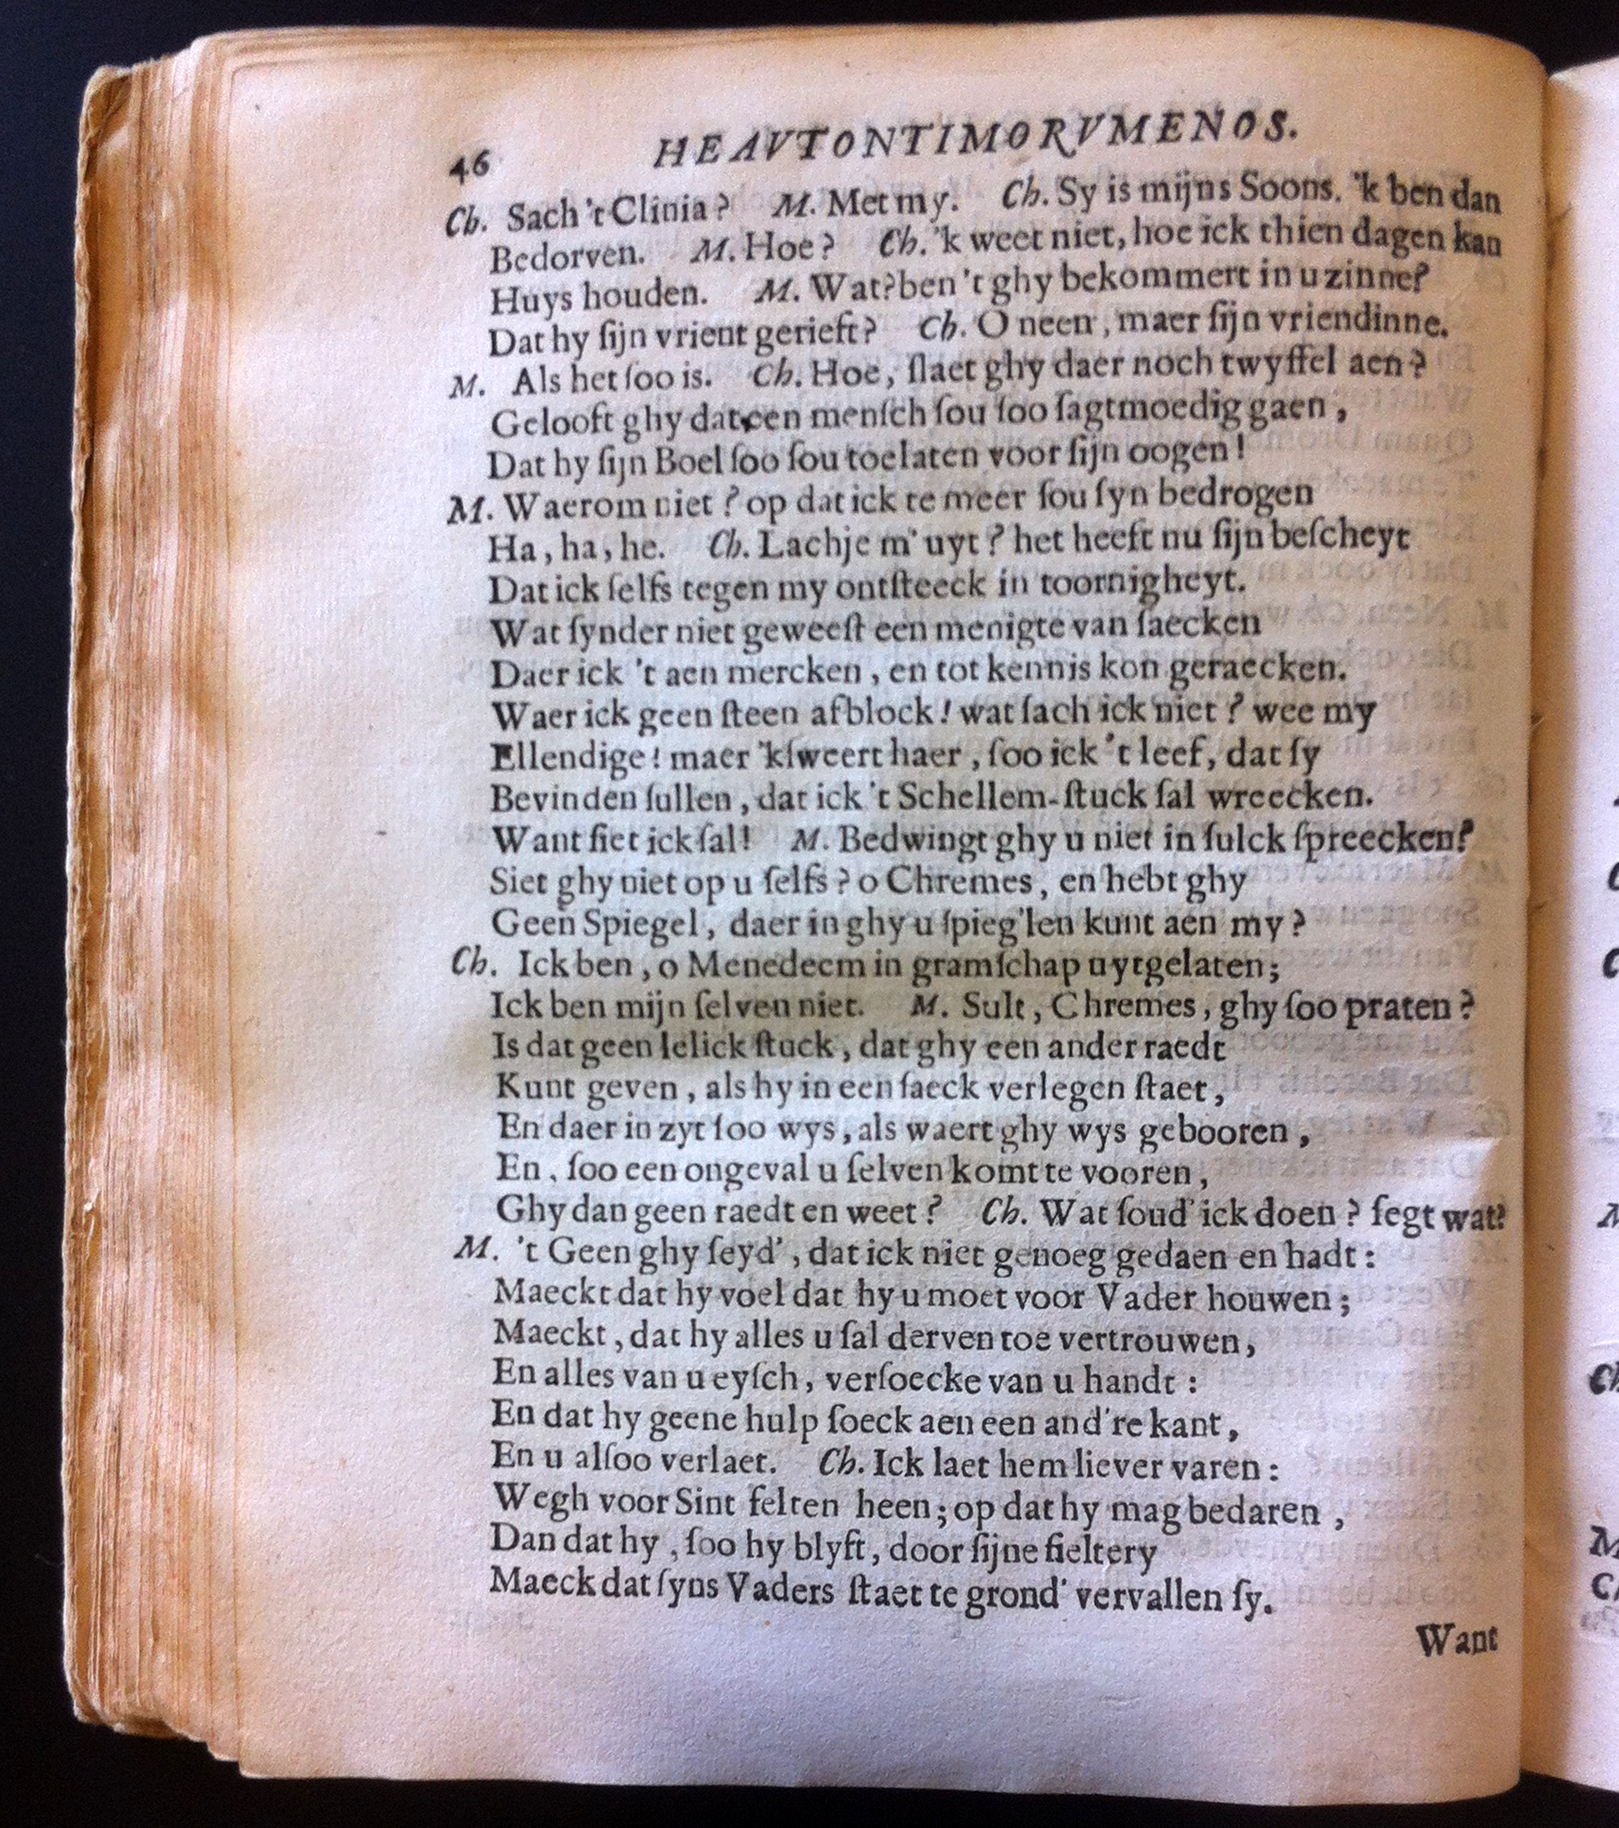 46 HEAVTONTIMORVMENOS.
Ch. Sach 't Clinia? M. Met my. Ch. Sy is mijns Soons. 'k ben dan
Bedorven. M. Hoe? Ch. 'k weet niet, hoe ick thien dagen kan
Huys houden. M. Wat? ben 't ghy bekommert in u zinne?
Dat hy ſijn vrient gerieft? Ch. O neen, maer ſijn vriendinne.
M. Als het ſoo is. Ch. Hoe, ſlaet ghy daer noch twyffel aen?
Gelooft ghy dat een menſch ſou ſoo ſagtmoedig gaen,
Dat hy ſijn Boel ſoo ſou toelaten voor ſijn oogen!
M. Waerom niet? op dat ick te meer ſou ſyn bedrogen
Ha, ha, he. Ch. Lachje m' uyt? het heeft nu ſijn beſcheyt
Dat ick ſelfs tegen my ontſteeck in toornigheyt.
Wat ſynder niet geweeſt een menigte van ſaecken
Daer ick 't aen mercken, en tot kennis kon geraecken.
Waer ick geen ſteen afblock! wat ſach ick niet? wee my
Ellendige! maer 'kſweert haer, ſoo ick 't leef, dat ſy
Bevinden ſullen, dat ick 't Schellem-ſtuck ſal wreecken.
Want ſiet ick ſal! M. Bedwingt ghy u niet in ſulck ſpreecken?
Siet ghy niet op u ſelfs? o Chremes, en hebt ghy
Geen Spiegel, daer in ghy u ſpieg'len kunt aen my?
Ch. Ick ben, o Menedeem in gramſchap uytgelaten;
Ick ben mijn ſelven niet. M. Sult, Chremes, ghy ſoo praten?
Is dat geen lelick ſtuck, dat ghy een ander raedt
Kunt geven, als hy in een ſaeck verlegen ſtaet,
En daer in zyt ſoo wys, als waert ghy wys gebooren,
En, ſoo een ongeval u ſelven komt te vooren,
Ghy dan geen raedt en weet? Ch. Wat ſoud' ick doen? ſegt wat?
M. 't Geen ghy ſeyd', dat ick niet genoeg gedaen en hadt:
Maeckt dat hy voel dat hy u moet voor Vader houwen;
Maeckt, dat hy alles u ſal derven toe vertrouwen,
En alles van u eyſch, verſoecke van u handt:
En dat hy geene hulp ſoeck aen een and're kant,
En u alſoo verlaet. Ch. Ick laet hem liever varen:
Wegh voor Sint felten heen; op dat hy mag bedaren,
Dan dat hy, ſoo hy blyft, door ſijne fieltery
Maeck dat ſyns Vaders ſtaet te grond' vervallen ſy.
Want